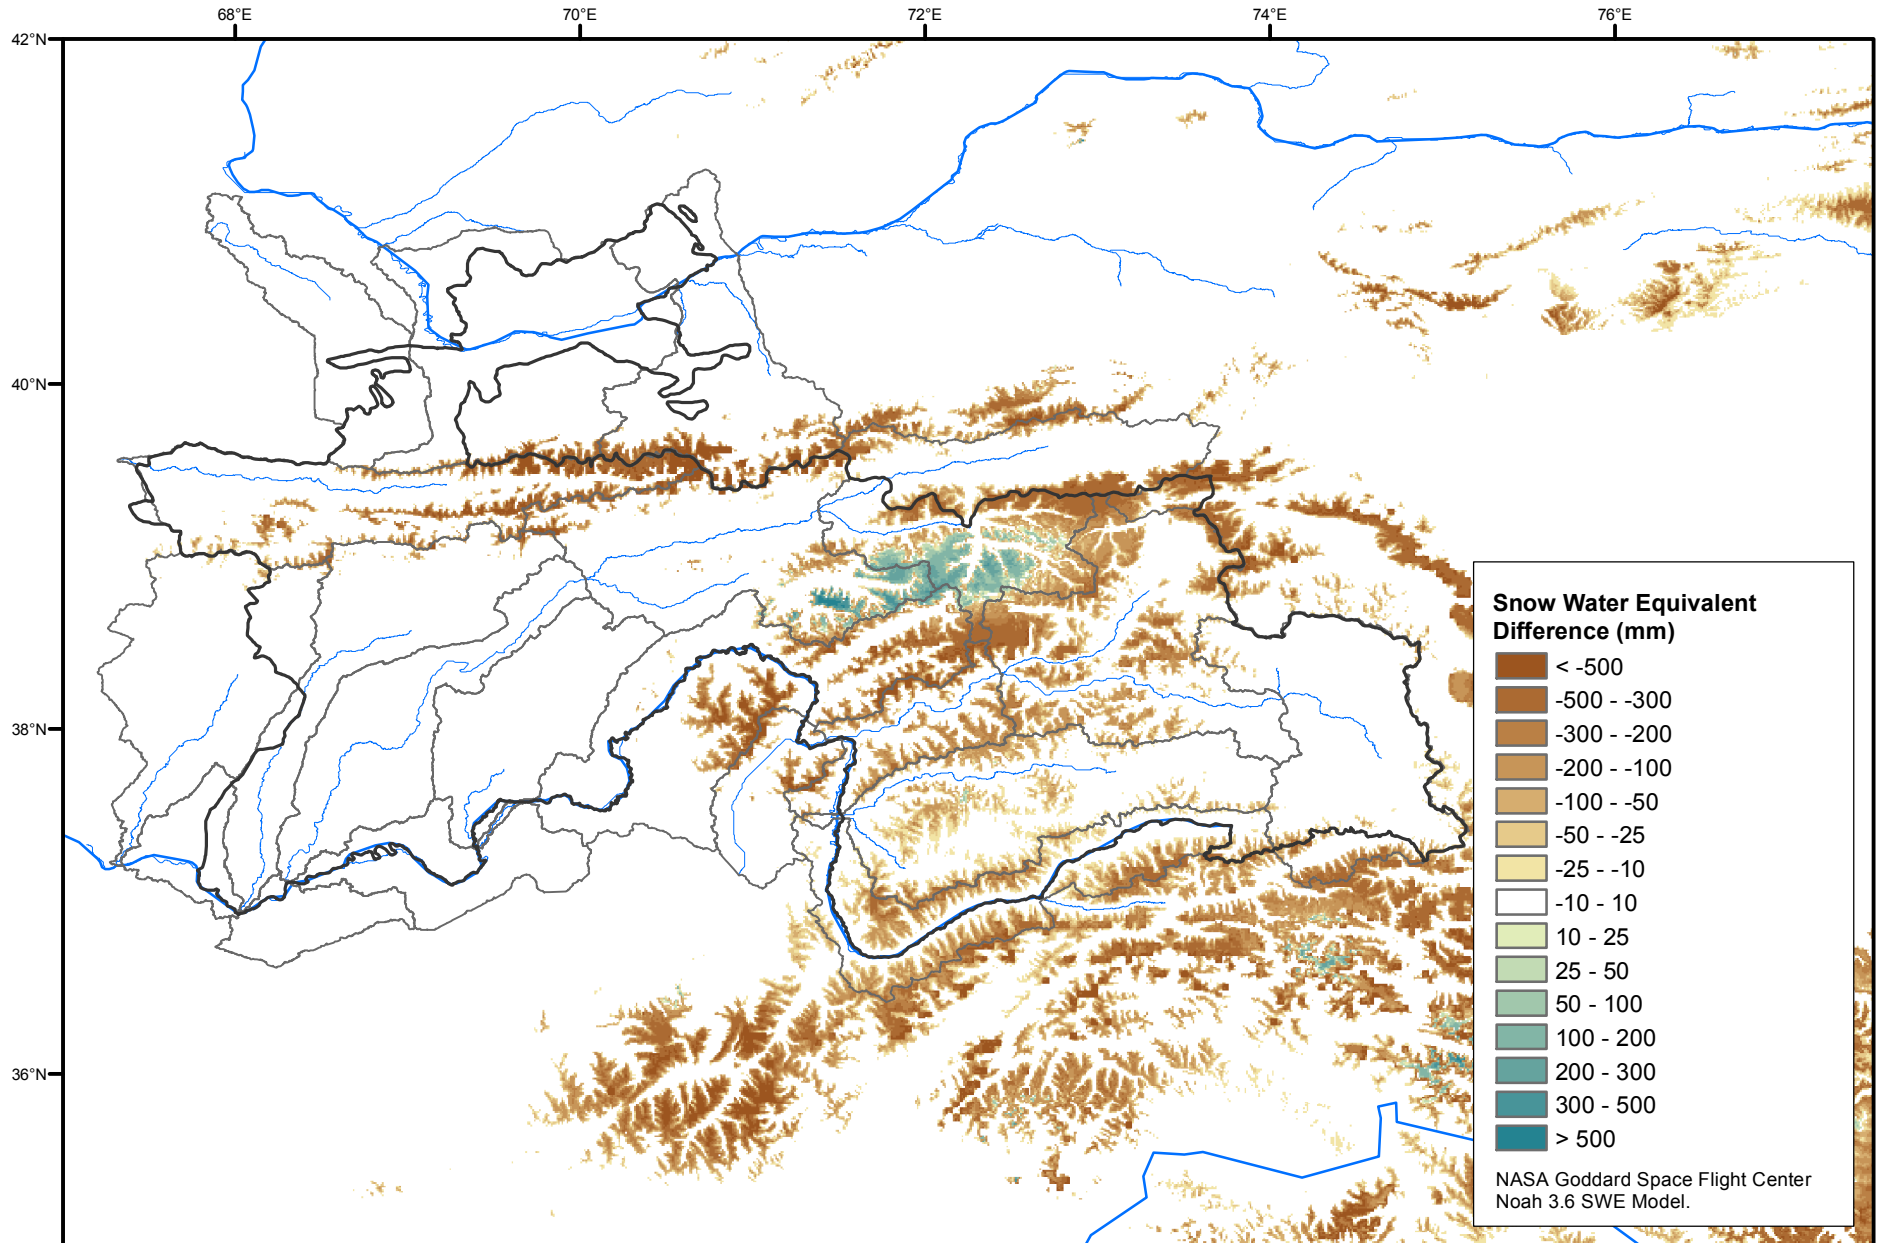 68°E
70°E
72°E
74°E
76°E
42°N
40°N
38°N
36°N
Snow Water Equivalent
Difference (mm)
< -500
-500 - -300
-300 - -200
-200 - -100
-100 - -50
-50 - -25
-25 - -10
-10 - 10
10 - 25
25 - 50
50 - 100
100 - 200
200 - 300
300 - 500
> 500
NASA Goddard Space Flight Center
Noah 3.6 SWE Model.